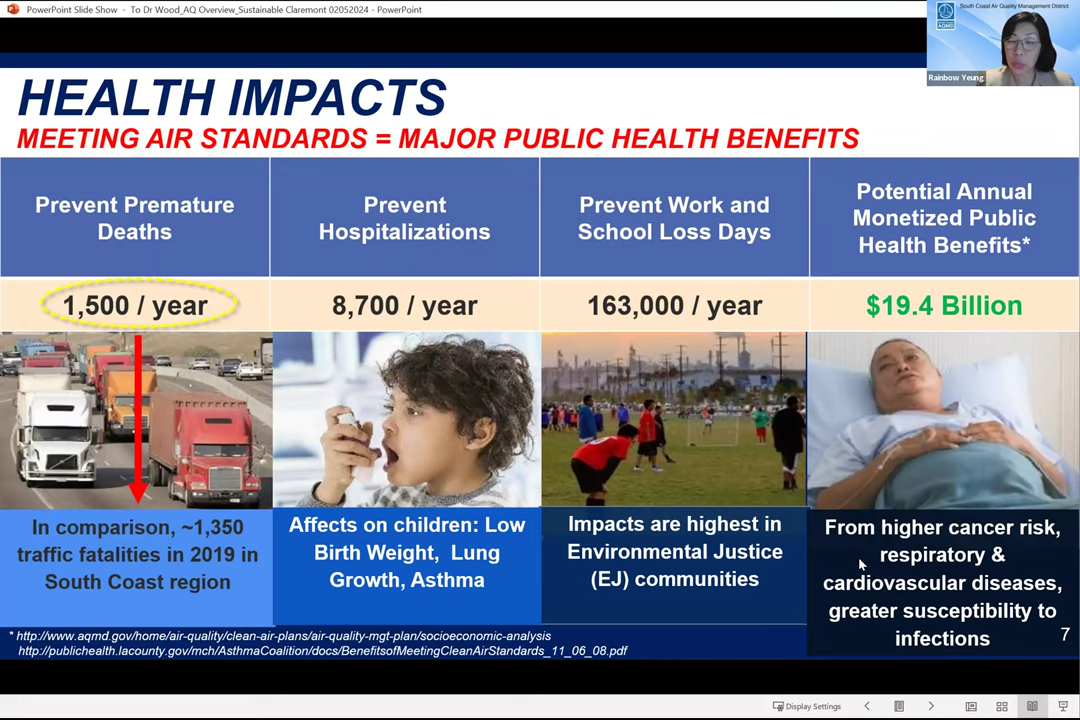 PowerPoint Slide Show - To Dr Wood_AQ Overview_Sustainable Claremont 02052024 - PowerPoint
South Coast Air Quality Management District
AQMD
Rainbow Yeung
HEALTH IMPACTS
MEETING AIR STANDARDS = MAJOR PUBLIC HEALTH BENEFITS
Prevent Premature
Deaths
Prevent
Hospitalizations
Prevent Work and
School Loss Days
Potential Annual
Monetized Public
Health Benefits*
1,500 / year
8,700 / year
163,000 / year
$19.4 Billion
In comparison, ~1,350
traffic fatalities in 2019 in
South Coast region
Affects on children: Low
Birth Weight, Lung
Growth, Asthma
Impacts are highest in
Environmental Justice
(EJ) communities
From higher cancer risk,
respiratory &
cardiovascular diseases,
greater susceptibility to
infections
* http://www.aqmd.gov/home/air-quality/clean-air-plans/air-quality-mgt-plan/socioeconomic-analysis
http://publichealth.lacounty.gov/mch/AsthmaCoalition/docs/BenefitsofMeetingCleanAirStandards_11_06_08.pdf
7
Display Settings